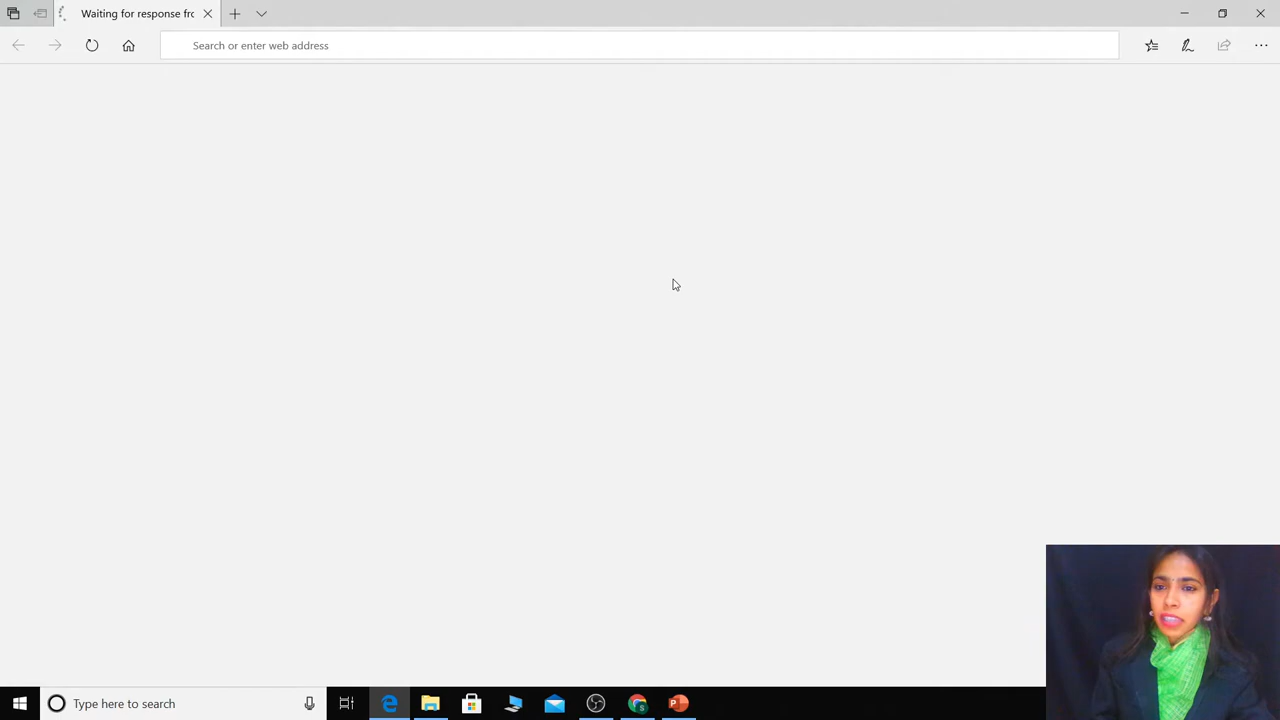 Waiting for response fro
Search or enter web address
Type here to search